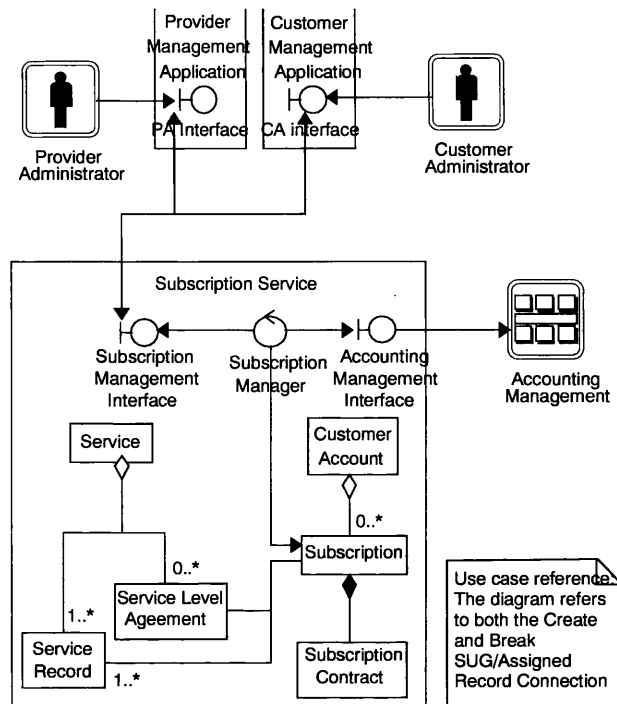 Provider
Management
Application
PA Interface
Customer
Management
Application
CA interface
Provider
Administrator
Customer
Administrator
Subscription Service
Subscription
Management
Interface
Subscription
Manager
Accounting
Management
Interface
Accounting
Management
Service
Customer
Account
0..*
Subscription
0..*
Service Level
Ageement
1..*
Service
Record
1..*
Subscription
Contract
Use case reference:
The diagram refers
to both the Create
and Break
SUG/Assigned
Record Connection